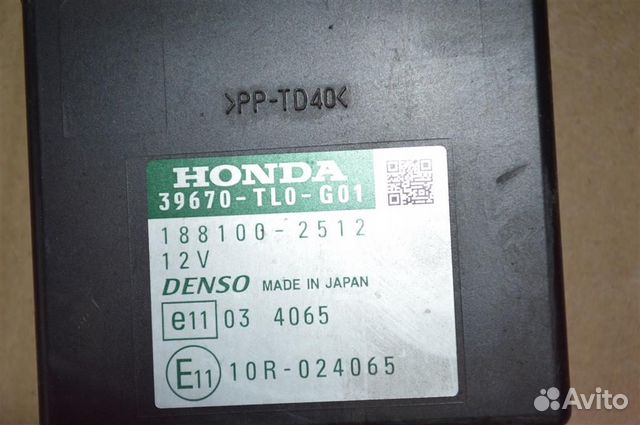 >PP-TD40<
HONDA
39670-TL0-G01
188100-2512
12V
DENSO MADE IN JAPAN
e11 03 4065
E11 10R-024065
Avito